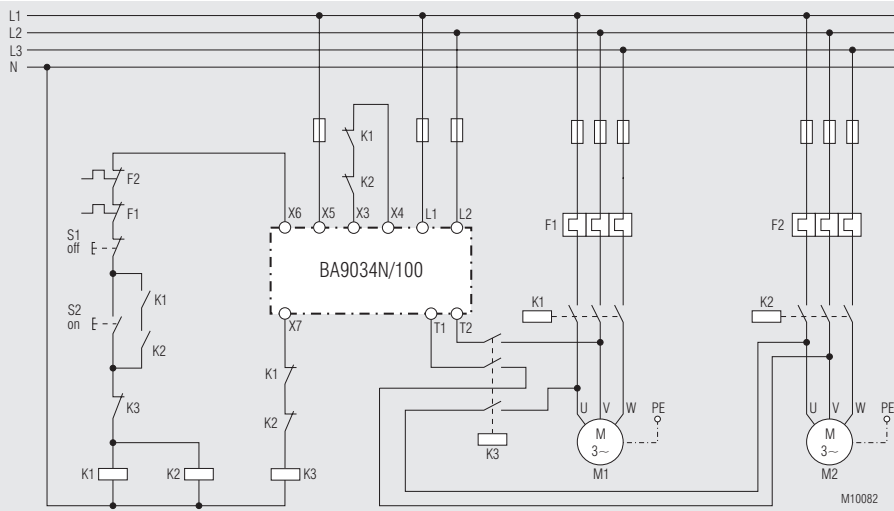 L1
L2
L3
N
K1
K2
F2
F1
S1
off
S2
on
K1
K2
K3
K1
K2
K3
X6
X5
X3
X4
L1
L2
BA9034N/100
X7
T1
T2
K1
K2
K3
F1
K1
U
V
W
PE
M
3~
M1
F2
K2
U
V
W
PE
M
3~
M2
M10082